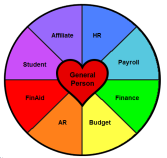 Affiliate
HR
Student
Payroll
General
Person
FinAid
Finance
AR
Budget